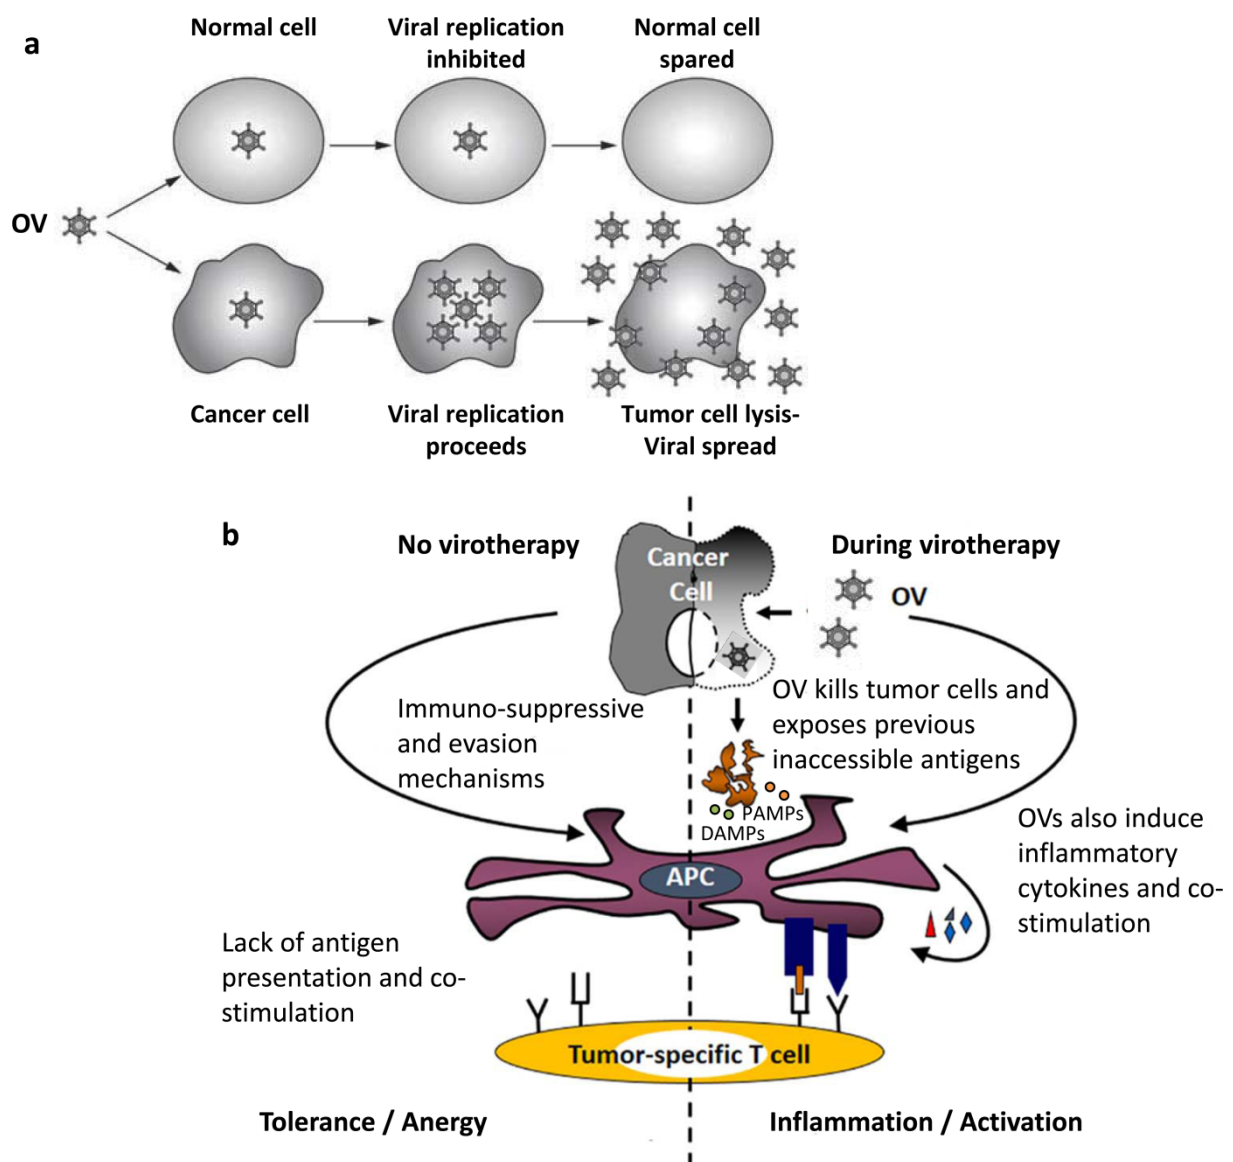 a
Normal cell
Viral replication
inhibited
Normal cell
spared
OV
Cancer cell
Viral replication
proceeds
Tumor cell lysis-
Viral spread
b
No virotherapy
During virotherapy
Cancer
Cell
OV
Immuno-suppressive
and evasion
mechanisms
OV kills tumor cells and
exposes previous
inaccessible antigens
PAMPs
DAMPs
OVs also induce
inflammatory
cytokines and co-
stimulation
APC
Lack of antigen
presentation and co-
stimulation
Tumor-specific T cell
Tolerance / Anergy
Inflammation / Activation